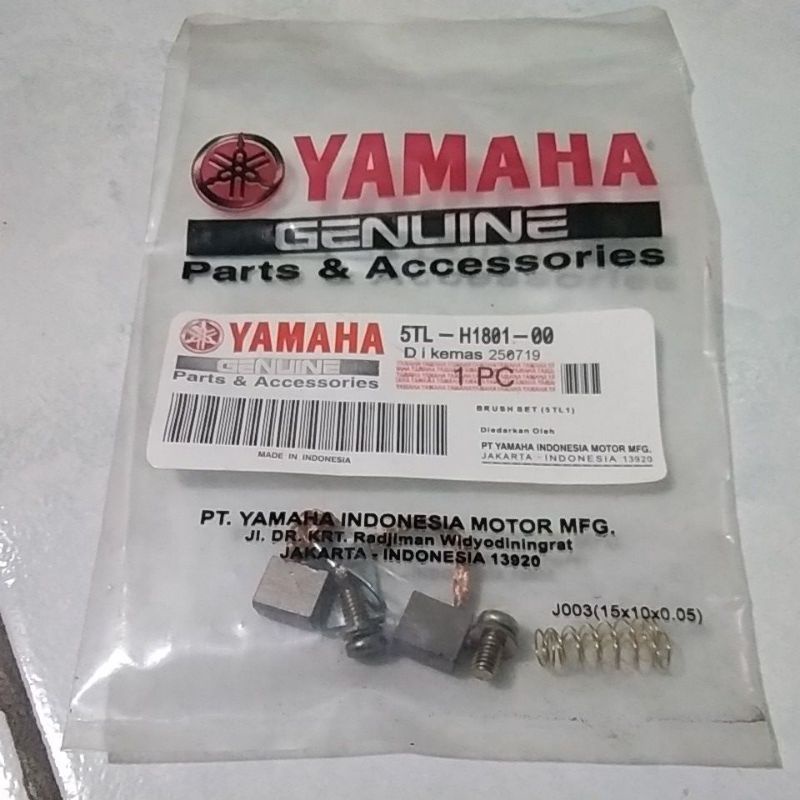 YAMAHA
GENUINE
Parts & Accessories
YAMAHA
GENUINE
Parts & Accessories
5TL-H1801-00
Dikemas 250719
1 PC
BRUSH SET (5TL1)
Diedarkan Oleh
PT YAMAHA INDONESIA MOTOR MFG.
JAKARTA - INDONESIA 13920
MADE IN INDONESIA
PT. YAMAHA INDONESIA MOTOR MFG.
Jl. DR. KRT. Radjiman Widyodiningrat
JAKARTA - INDONESIA 13920
J003(15x10x0.05)